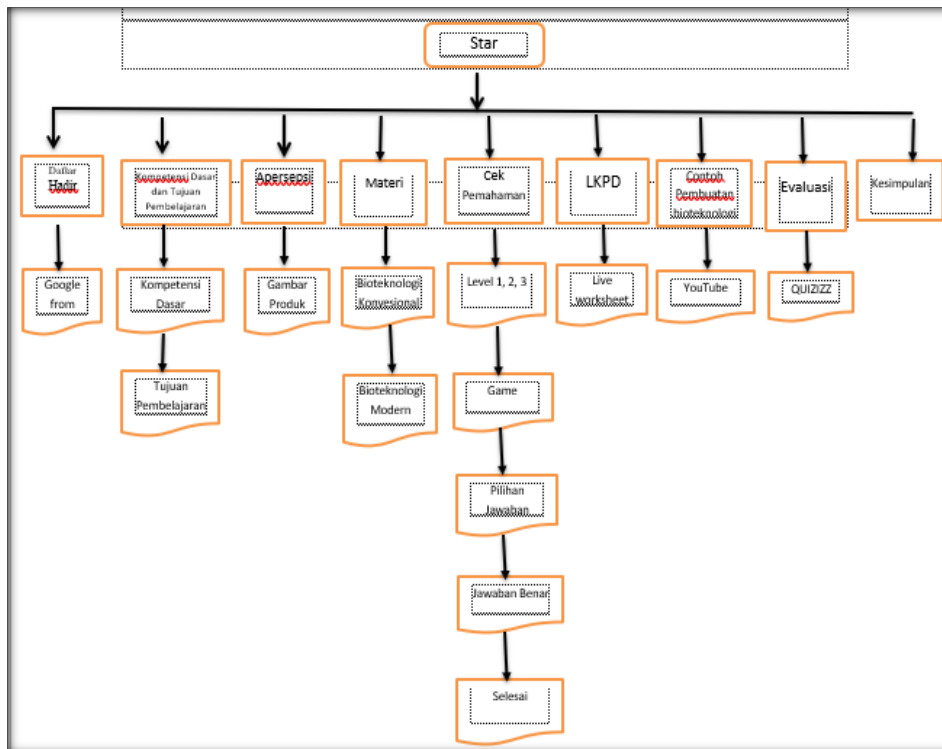 Star
Daftar
Hadir
Kompetensi Dasar
dan Tujuan
Pembelajaran
Apersepsi
Materi
Cek
Pemahaman
LKPD
Contoh
Pembuatan
bioteknologi
Evaluasi
Kesimpulan
Google
from
Kompetensi
Dasar
Gambar
Produk
Bioteknologi
Konvesional
Level 1, 2, 3
Live
worksheet
YouTube
QUIZIZZ
Tujuan
Pembelajaran
Bioteknologi
Modern
Game
Pilihan
Jawaban
Jawaban Benar
Selesai